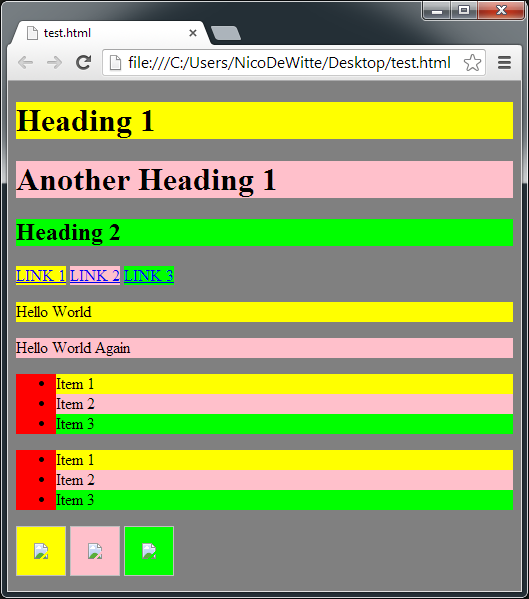 test.html
file:///C:/Users/NicoDeWitte/Desktop/test.html
Heading 1
Another Heading 1
Heading 2
LINK 1 LINK 2 LINK 3
Hello World
Hello World Again
Item 1
Item 2
Item 3
Item 1
Item 2
Item 3